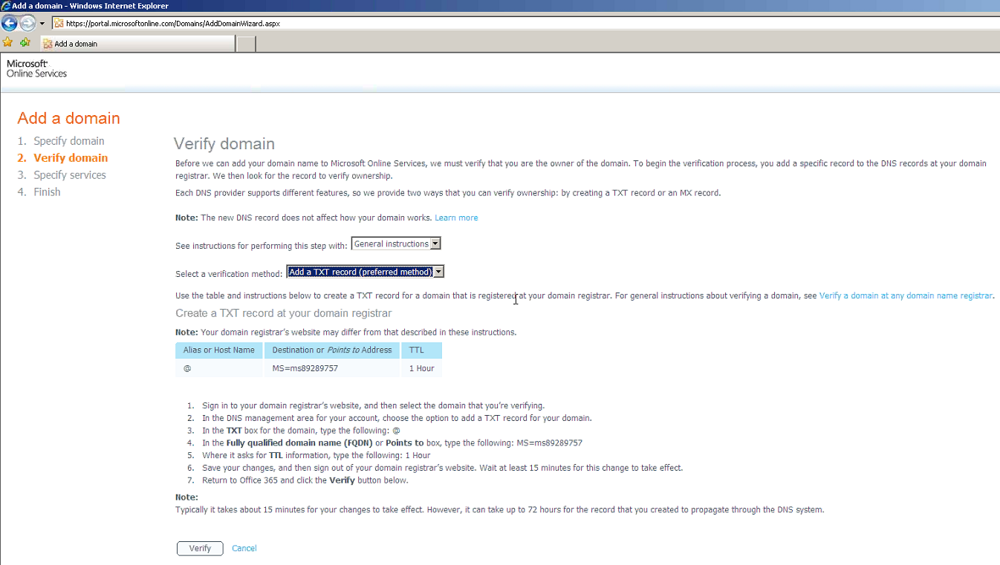 Add a domain - Windows Internet Explorer
https://portal.microsoftonline.com/Domains/AddDomainWizard.aspx
Add a domain
Microsoft
Online Services
Add a domain
1. Specify domain
2. Verify domain
3. Specify services
4. Finish
Verify domain
Before we can add your domain name to Microsoft Online Services, we must verify that you are the owner of the domain. To begin the verification process, you add a specific record to the DNS records at your domain
registrar. We then look for the record to verify ownership.
Each DNS provider supports different features, so we provide two ways that you can verify ownership: by creating a TXT record or an MX record.
Note: The new DNS record does not affect how your domain works. Learn more
See instructions for performing this step with: General instructions
Select a verification method: Add a TXT record (preferred method)
Use the table and instructions below to create a TXT record for a domain that is registered at your domain registrar. For general instructions about verifying a domain, see Verify a domain at any domain name registrar.
Create a TXT record at your domain registrar
Note: Your domain registrar's website may differ from that described in these instructions.
Alias or Host Name Destination or Points to Address TTL
@ MS=ms89289757 1 Hour
1. Sign in to your domain registrar's website, and then select the domain that you're verifying.
2. In the DNS management area for your account, choose the option to add a TXT record for your domain.
3. In the TXT box for the domain, type the following: @
4. In the Fully qualified domain name (FQDN) or Points to box, type the following: MS=ms89289757
5. Where it asks for TTL information, type the following: 1 Hour
6. Save your changes, and then sign out of your domain registrar's website. Wait at least 15 minutes for this change to take effect.
7. Return to Office 365 and click the Verify button below.
Note:
Typically it takes about 15 minutes for your changes to take effect. However, it can take up to 72 hours for the record that you created to propagate through the DNS system.
Verify Cancel